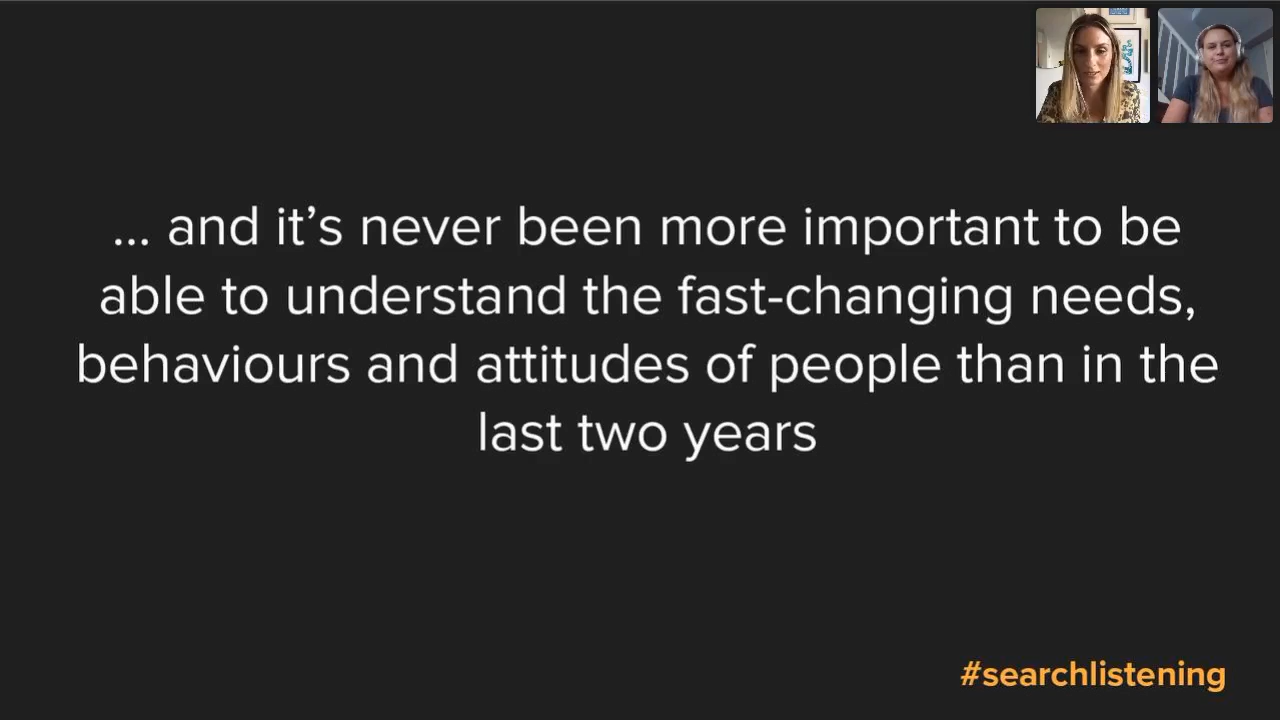 ... and it’s never been more important to be
able to understand the fast-changing needs,
behaviours and attitudes of people than in the
last two years
#searchlistening